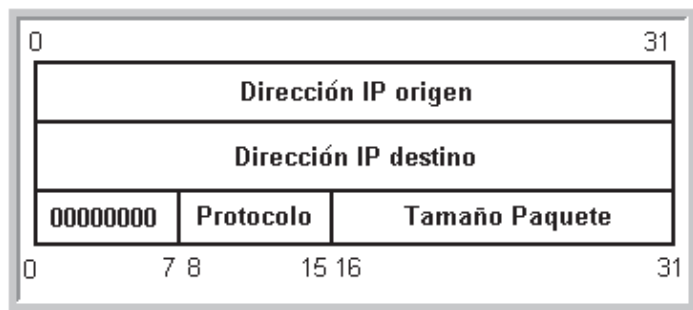 0 31
Dirección IP origen
Dirección IP destino
00000000 Protocolo Tamaño Paquete
0 7 8 15 16 31